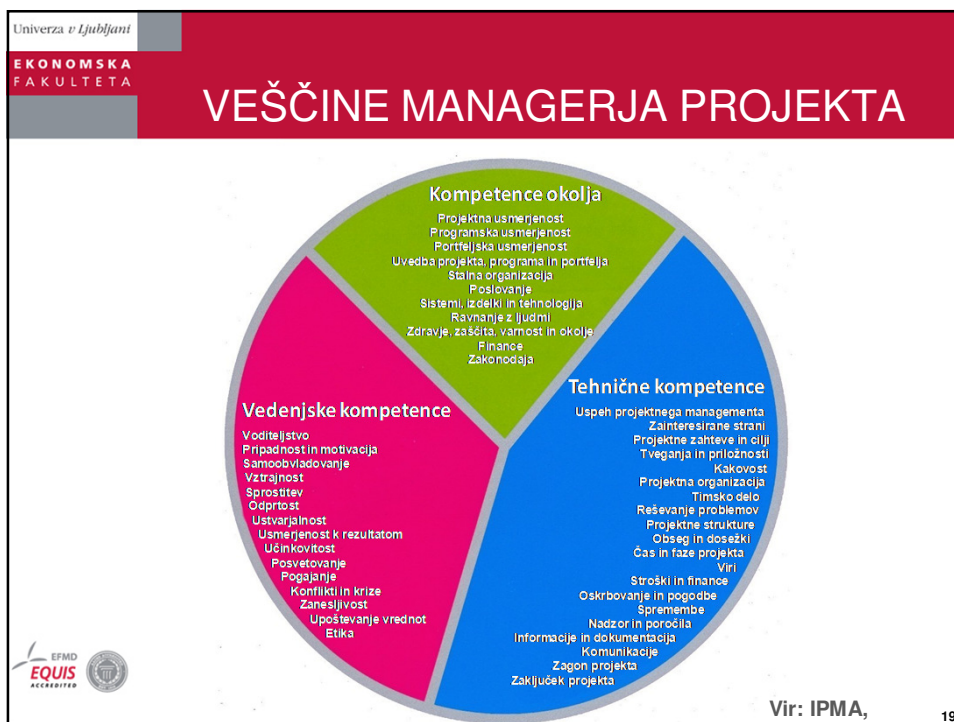 Univerza v Ljubljani
EKONOMSKA
FAKULTETA
VEŠČINE MANAGERJA PROJEKTA
Kompetence okolja
Projektna usmerjenost
Programska usmerjenost
Portfeljska usmerjenost
Uvedba projekta, programa in portfelja
Stalna organizacija
Poslovanje
Sistemi, izdelki in tehnologija
Ravnanje z ljudmi
Zdravje, zaščita, varnost in okolje
Finance
Zakonodaja
Vedenjske kompetence
Voditeljstvo
Pripadnost in motivacija
Samoobvladovanje
Vztrajnost
Sprostitev
Odprtost
Ustvarjalnost
Usmerjenost k rezultatom
Učinkovitost
Posvetovanje
Pogajanje
Konflikti in krize
Zanesljivost
Upoštevanje vrednot
Etika
Tehnične kompetence
Uspeh projektnega managementa
Zainteresirane strani
Projektne zahteve in cilji
Tveganja in priložnosti
Kakovost
Projektna organizacija
Timsko delo
Reševanje problemov
Projektne strukture
Obseg in dosežki
Čas in faze projekta
Viri
Stroški in finance
Oskrbovanje in pogodbe
Spremembe
Nadzor in poročila
Informacije in dokumentacija
Komunikacije
Zagon projekta
Zaključek projekta
EFMD
EQUIS
ACCREDITED
Vir: IPMA,
19